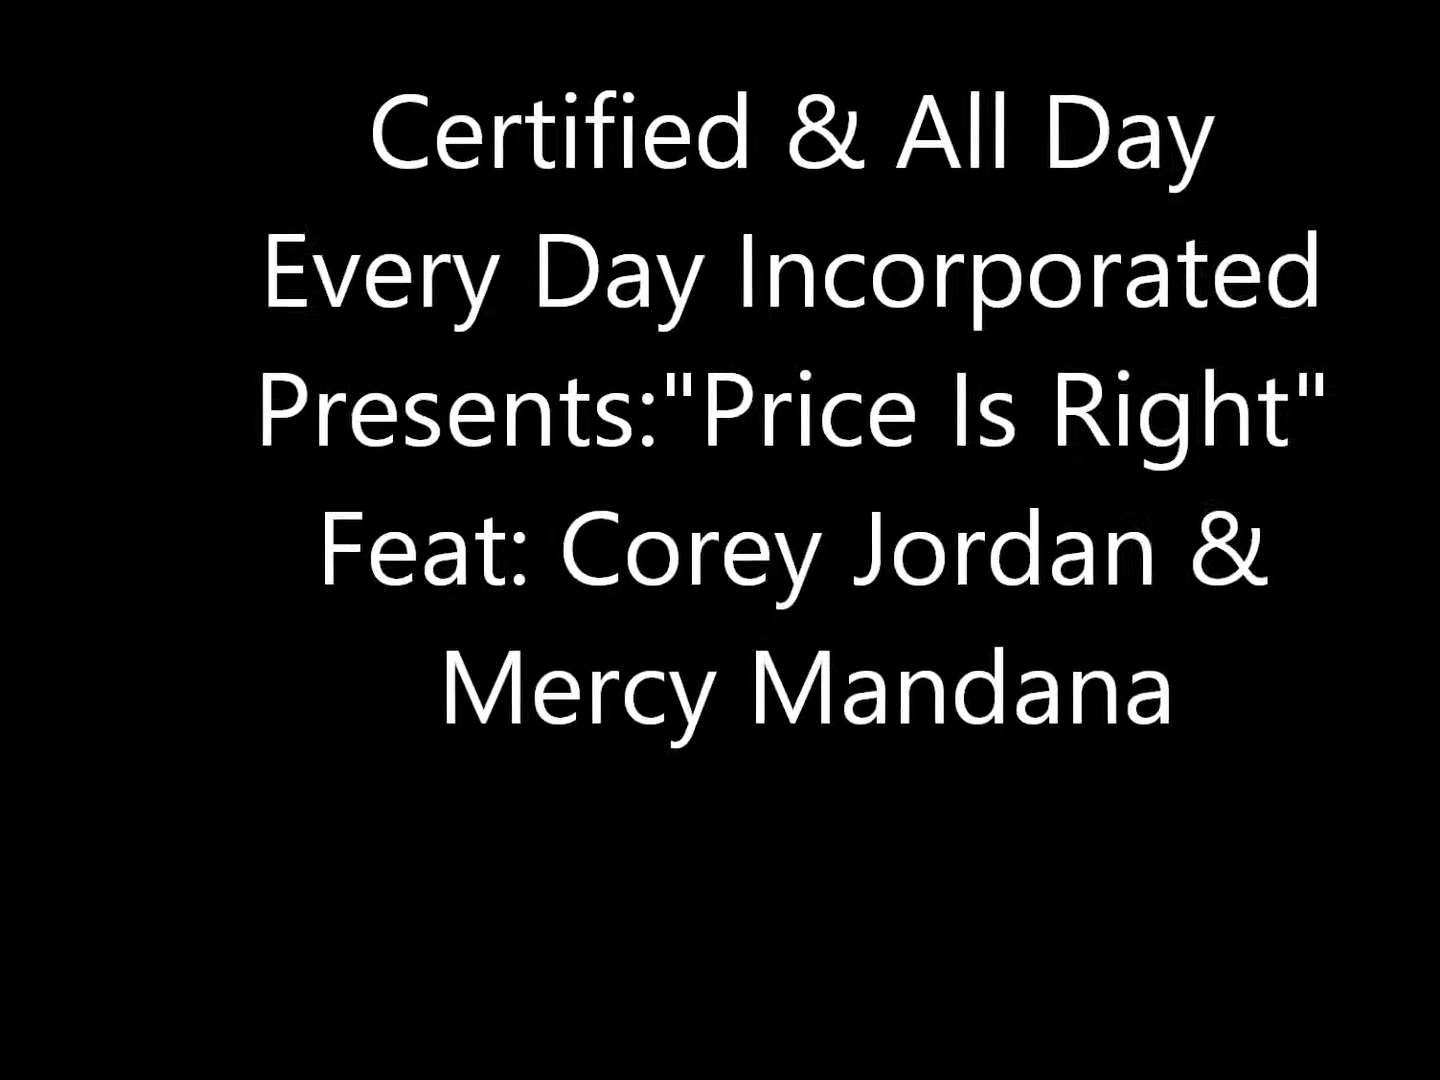 Certified & All Day
Every Day Incorporated
Presents:"Price Is Right"
Feat: Corey Jordan &
Mercy Mandana